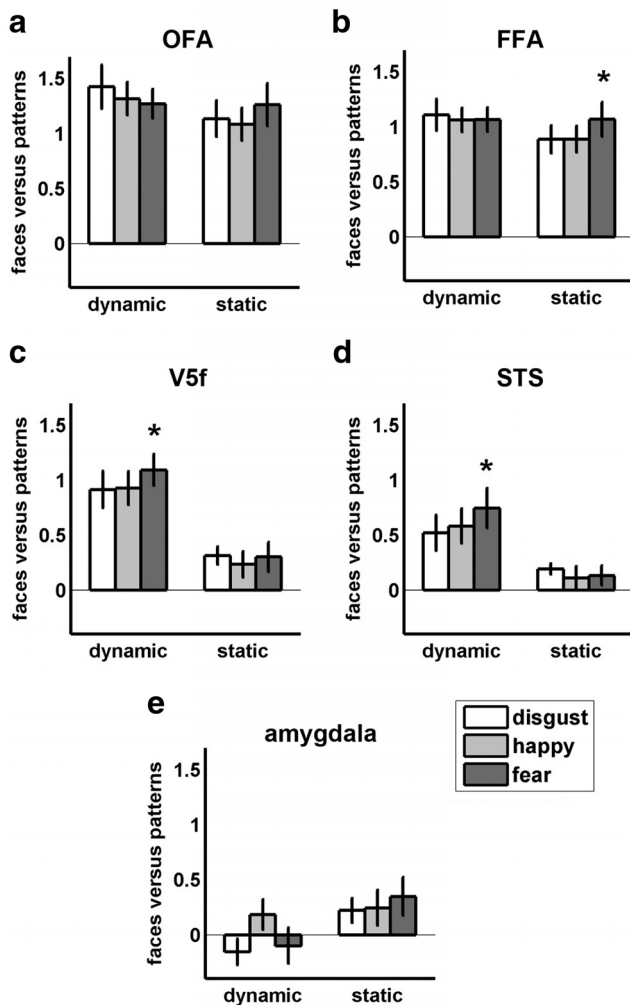 a
OFA
faces versus patterns
1.5
1
0.5
0
dynamic static
b
FFA
faces versus patterns
1.5
1
0.5
0
*
dynamic static
c
V5f
faces versus patterns
1.5
1
0.5
0
*
dynamic static
d
STS
faces versus patterns
1.5
1
0.5
0
*
dynamic static
e
amygdala
faces versus patterns
1.5
1
0.5
0
dynamic static
disgust
happy
fear